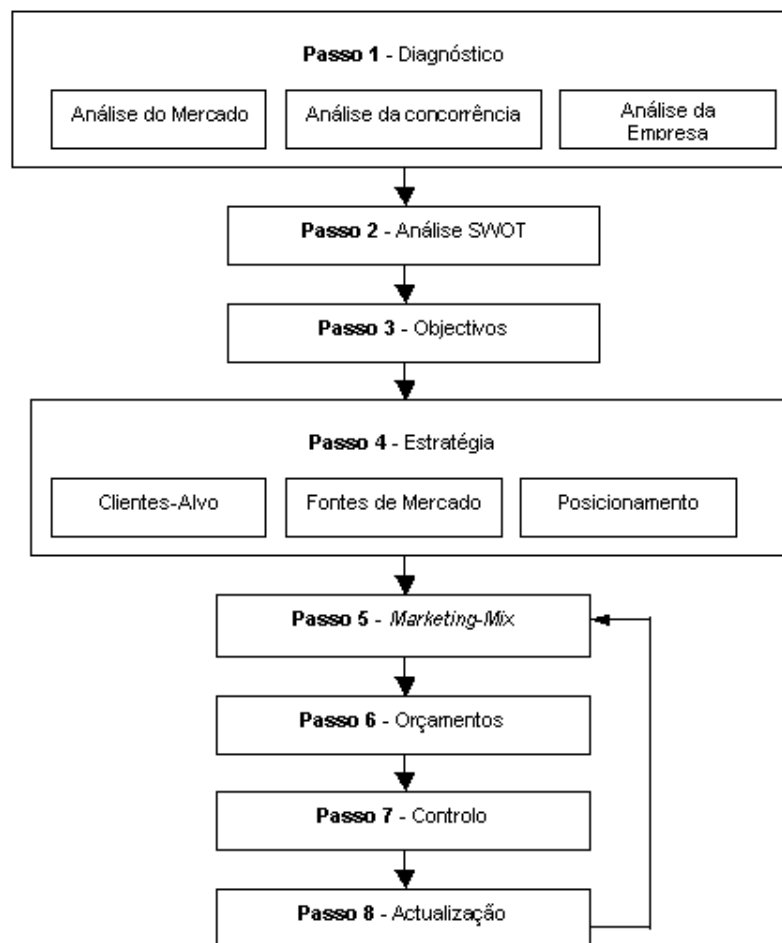 Passo 1 - Diagnóstico
Análise do Mercado
Análise da concorrência
Análise da
Empresa
Passo 2 - Análise SWOT
Passo 3 - Objectivos
Passo 4 - Estratégia
Clientes-Alvo
Fontes de Mercado
Posicionamento
Passo 5 - Marketing-Mix
Passo 6 - Orçamentos
Passo 7 - Controlo
Passo 8 - Actualização